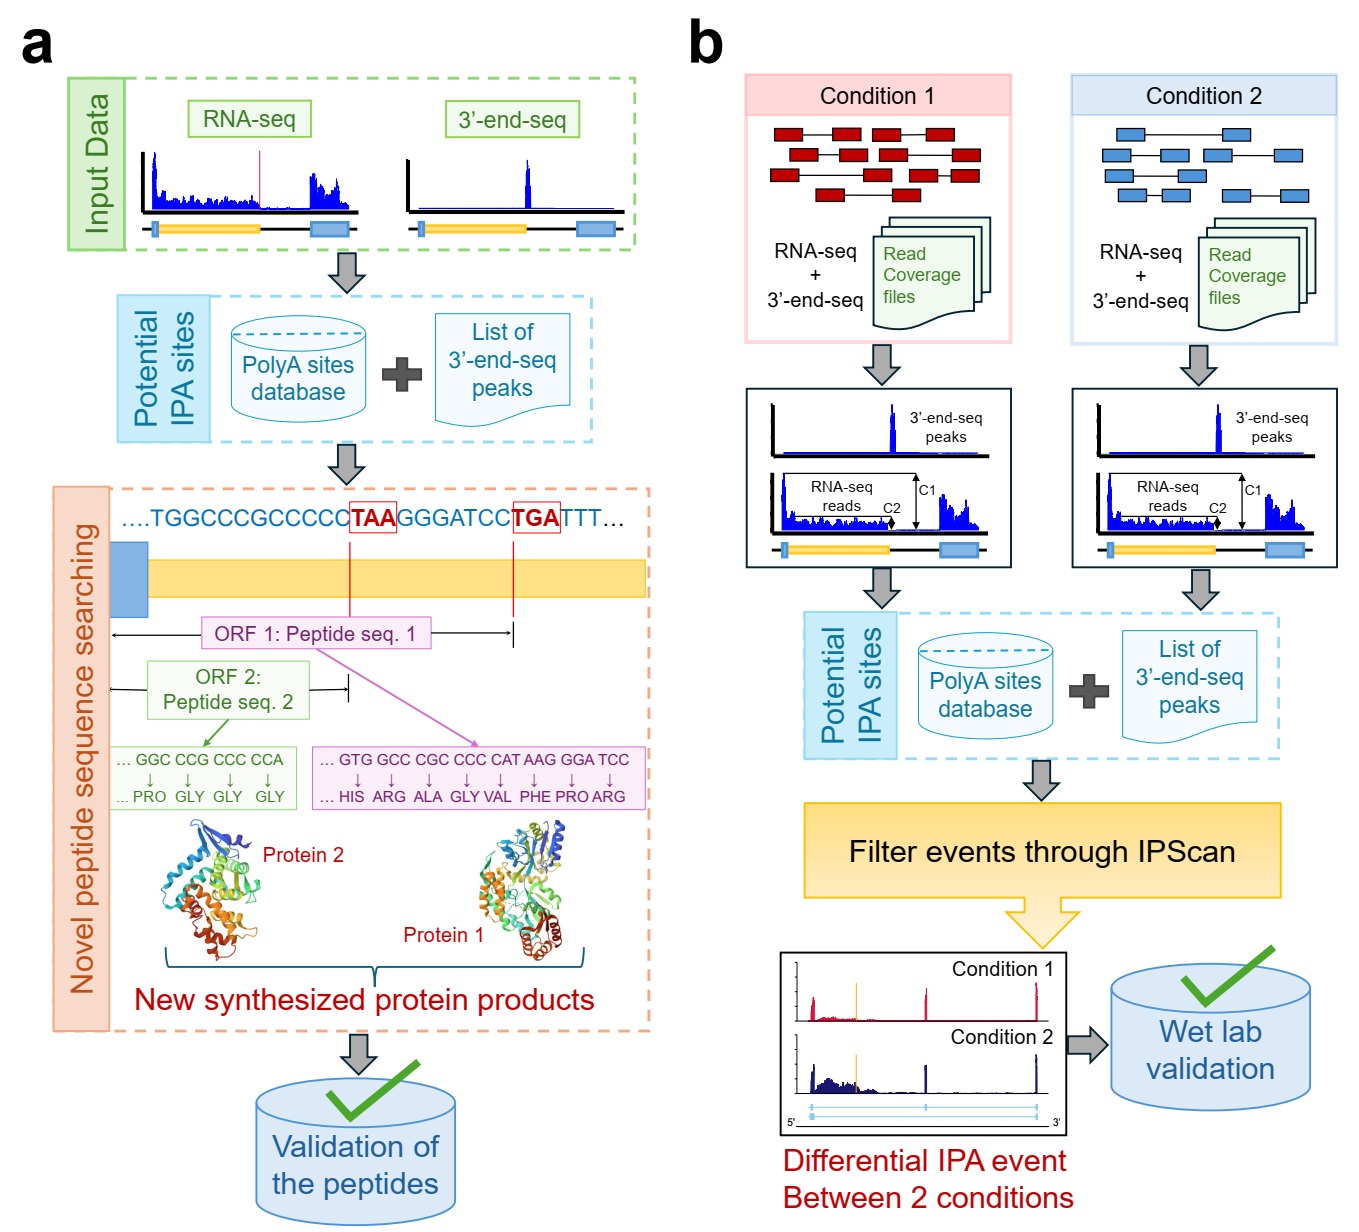 a
Input Data
RNA-seq
3’-end-seq
Potential
IPA sites
PolyA sites
database
List of
3’-end-seq
peaks
Novel peptide sequence searching
....TGGCCCGCCCCCTAAGGGATCCTGATTT...
ORF 1: Peptide seq. 1
ORF 2:
Peptide seq. 2
... GGC CCG CCC CCA
... PRO GLY GLY GLY
... GTG GCC CGC CCC CAT AAG GGA TCC
... HIS ARG ALA GLY VAL PHE PRO ARG
Protein 2
Protein 1
New synthesized protein products
Validation of
the peptides
b
Condition 1
RNA-seq
+
3’-end-seq
Read
Coverage
files
Condition 2
RNA-seq
+
3’-end-seq
Read
Coverage
files
3’-end-seq
peaks
RNA-seq
reads
C2
C1
3’-end-seq
peaks
RNA-seq
reads
C2
C1
Potential
IPA sites
PolyA sites
database
List of
3’-end-seq
peaks
Filter events through IPScan
Condition 1
Condition 2
5'
3'
Differential IPA event
Between 2 conditions
Wet lab
validation